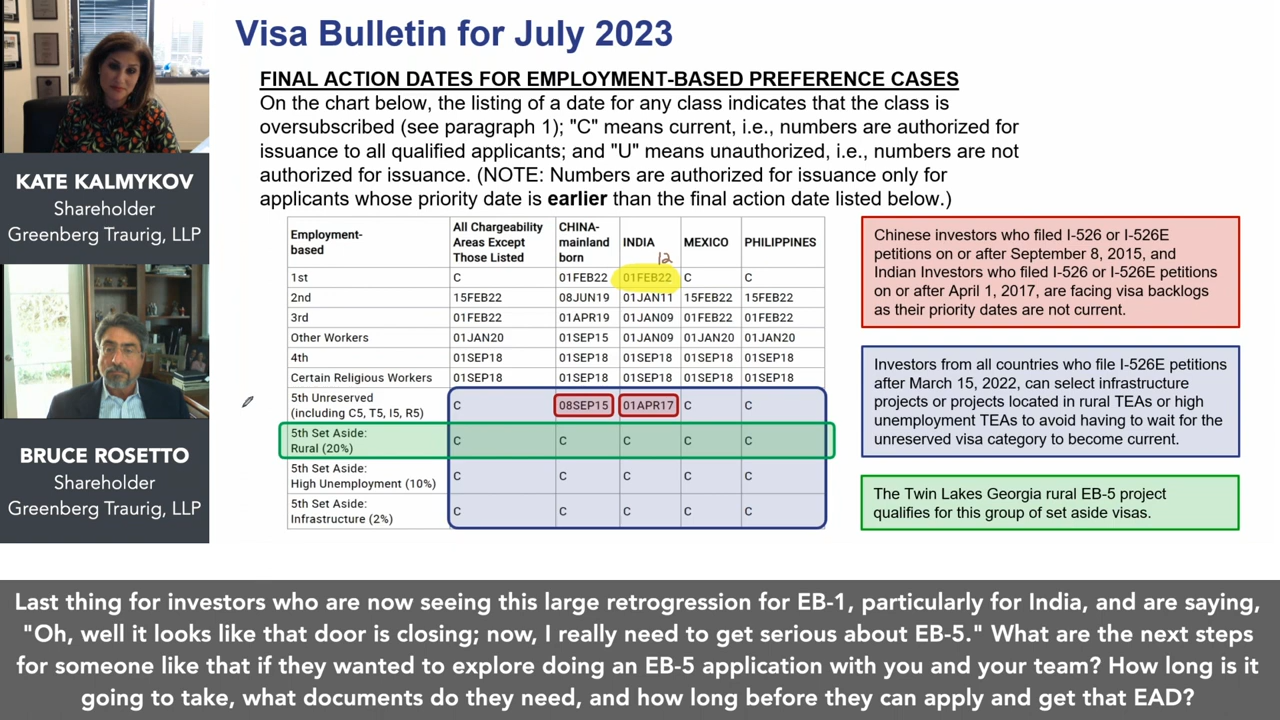 Visa Bulletin for July 2023
FINAL ACTION DATES FOR EMPLOYMENT-BASED PREFERENCE CASES
On the chart below, the listing of a date for any class indicates that the class is
oversubscribed (see paragraph 1); "C" means current, i.e., numbers are authorized for
issuance to all qualified applicants; and "U" means unauthorized, i.e., numbers are not
authorized for issuance. (NOTE: Numbers are authorized for issuance only for
applicants whose priority date is earlier than the final action date listed below.)
KATE KALMYKOV
Shareholder
Greenberg Traurig, LLP
BRUCE ROSETTO
Shareholder
Greenberg Traurig, LLP
Employment-based All Chargeability Areas Except Those Listed CHINA-mainland born INDIA MEXICO PHILIPPINES
12
1st C 01FEB22 01FEB22 C C
2nd 15FEB22 08JUN19 01JAN11 15FEB22 15FEB22
3rd 01FEB22 01APR19 01JAN09 01FEB22 01FEB22
Other Workers 01JAN20 01SEP15 01JAN09 01JAN20 01JAN20
4th 01SEP18 01SEP18 01SEP18 01SEP18 01SEP18
Certain Religious Workers 01SEP18 01SEP18 01SEP18 01SEP18 01SEP18
5th Unreserved (including C5, T5, I5, R5) C 08SEP15 01APR17 C C
5th Set Aside: Rural (20%) C C C C C
5th Set Aside: High Unemployment (10%) C C C C C
5th Set Aside: Infrastructure (2%) C C C C C
Chinese investors who filed I-526 or I-526E
petitions on or after September 8, 2015, and
Indian Investors who filed I-526 or I-526E petitions
on or after April 1, 2017, are facing visa backlogs
as their priority dates are not current.
Investors from all countries who file I-526E petitions
after March 15, 2022, can select infrastructure
projects or projects located in rural TEAs or high
unemployment TEAs to avoid having to wait for the
unreserved visa category to become current.
The Twin Lakes Georgia rural EB-5 project
qualifies for this group of set aside visas.
Last thing for investors who are now seeing this large retrogression for EB-1, particularly for India, and are saying,
"Oh, well it looks like that door is closing; now, I really need to get serious about EB-5." What are the next steps
for someone like that if they wanted to explore doing an EB-5 application with you and your team? How long is it
going to take, what documents do they need, and how long before they can apply and get that EAD?